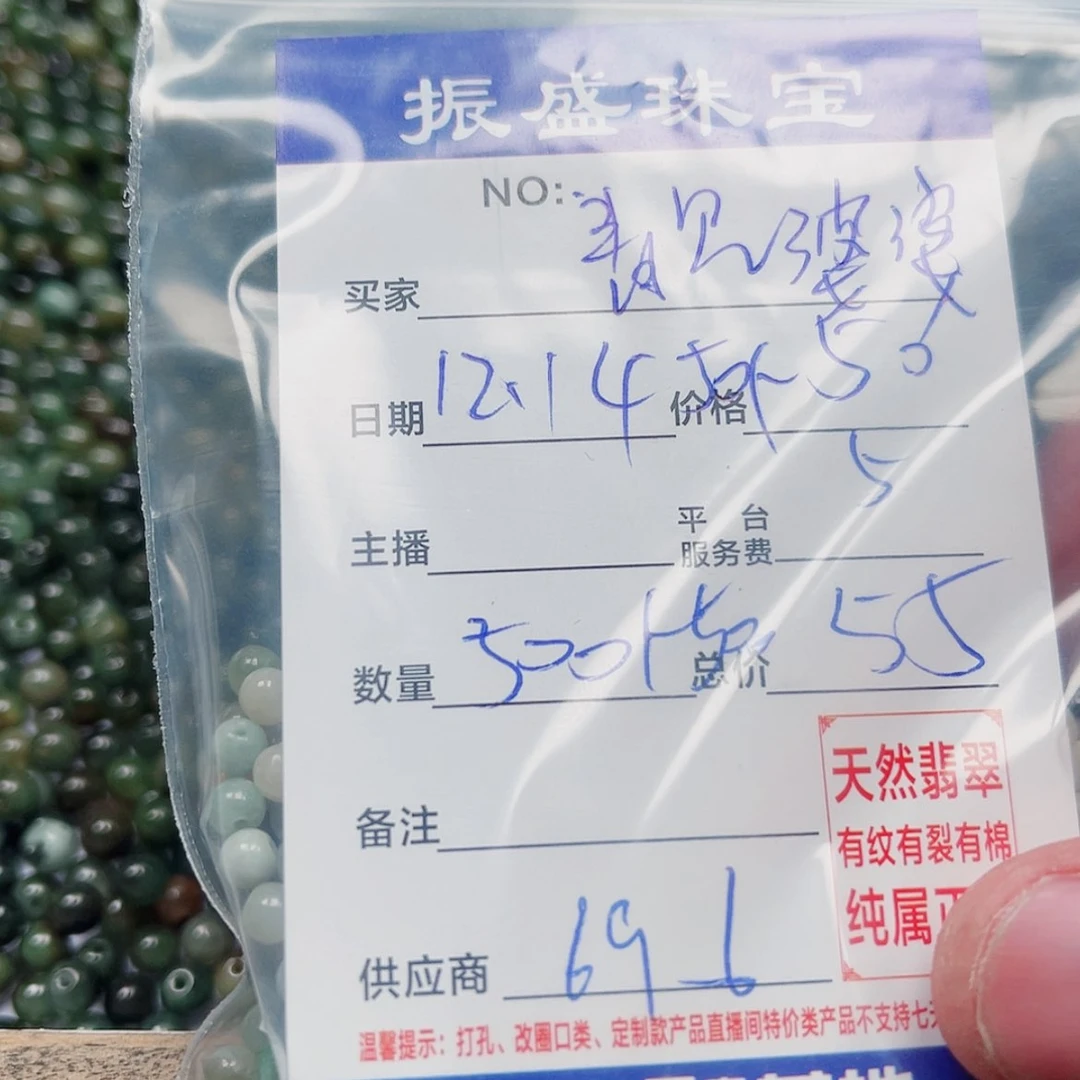 振盛珠宝
NO:
买家
日期 12.14 价格 50
5
主播 平台服务费
数量 500 总价 55
备注
天然翡翠
有纹有裂有棉
纯属正
供应商 69_6
温馨提示：打孔、改圈口类、定制款产品直播间特价类产品不支持七天